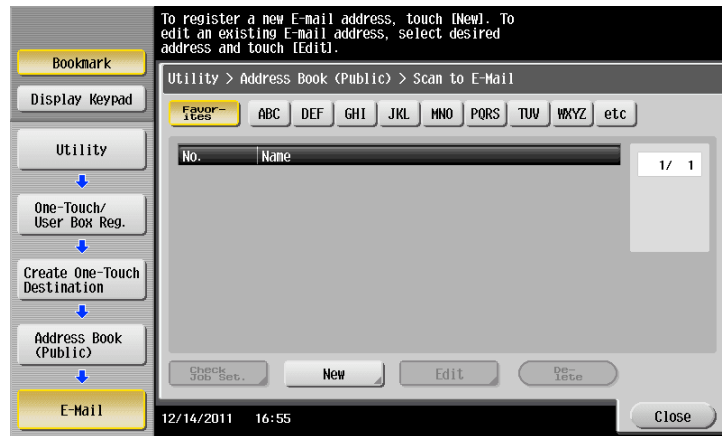 To register a new E-mail address, touch [New]. To
edit an existing E-mail address, select desired
address and touch [Edit].
Bookmark
Display Keypad
Utility
One-Touch/
User Box Reg.
Create One-Touch
Destination
Address Book
(Public)
E-Mail
Utility > Address Book (Public) > Scan to E-Mail
Favor-
ites
ABC DEF GHI JKL MNO PQRS TUV WXYZ etc
No. Name
1/ 1
Check
Job Set.
New
Edit
De-
lete
12/14/2011 16:55
Close